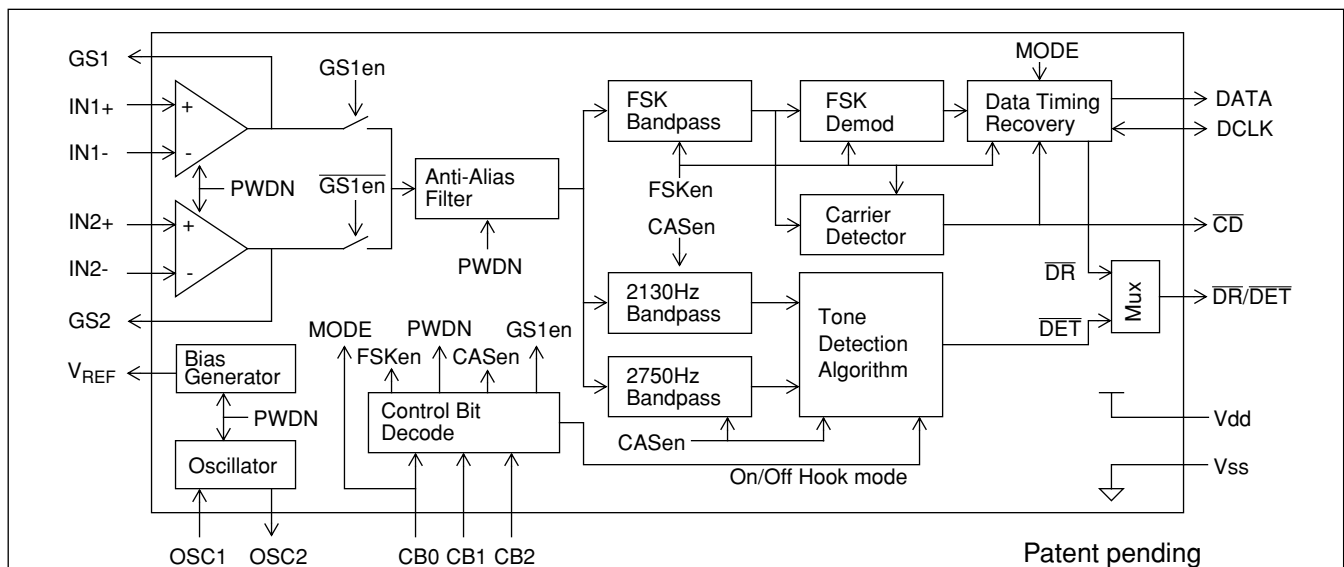 GS1
IN1+
IN1-
IN2+
IN2-
GS2
VREF
+
-
+
-
PWDN
GS1en
GS1en
Anti-Alias
Filter
PWDN
FSK
Bandpass
FSK
Demod
MODE
Data Timing
Recovery
DATA
DCLK
FSKen
Carrier
Detector
CD
CASen
2130Hz
Bandpass
2750Hz
Bandpass
CASen
Tone
Detection
Algorithm
DR
DET
Mux
DR/DET
Bias
Generator
PWDN
Oscillator
OSC1
OSC2
MODE
FSKen
PWDN
CASen
GS1en
Control Bit
Decode
CB0
CB1
CB2
On/Off Hook mode
Vdd
Vss
Patent pending